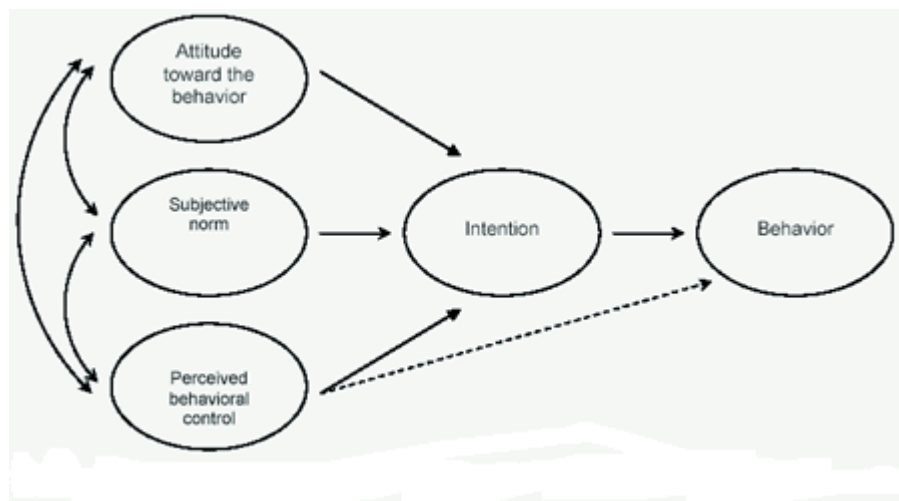 Attitude
toward the
behavior
Subjective
norm
Intention
Behavior
Perceived
behavioral
control